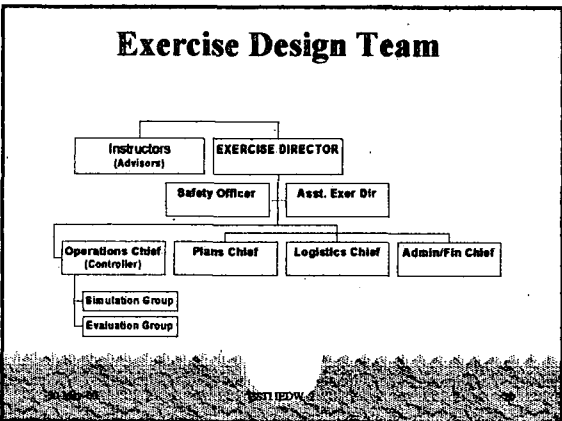 Exercise Design Team
Instructors
(Advisors)
EXERCISE DIRECTOR
Safety Officer
Asst. Exer Dir
Operations Chief
(Controller)
Plans Chief
Logistics Chief
Admin/Fin Chief
Simulation Group
Evaluation Group
IEDW